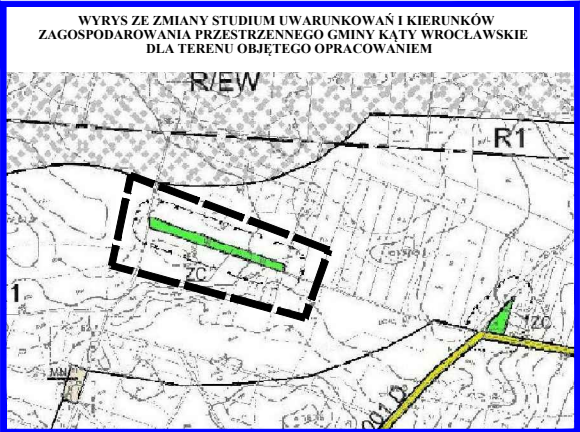 WYRYS ZE ZMIANY STUDIUM UWARUNKOWAŃ I KIERUNKÓW
ZAGOSPODAROWANIA PRZESTRZENNEGO GMINY KĄTY WROCŁAWSKIE
DLA TERENU OBJĘTEGO OPRACOWANIEM
R/EW
R1
ZC
1
ZC
MN